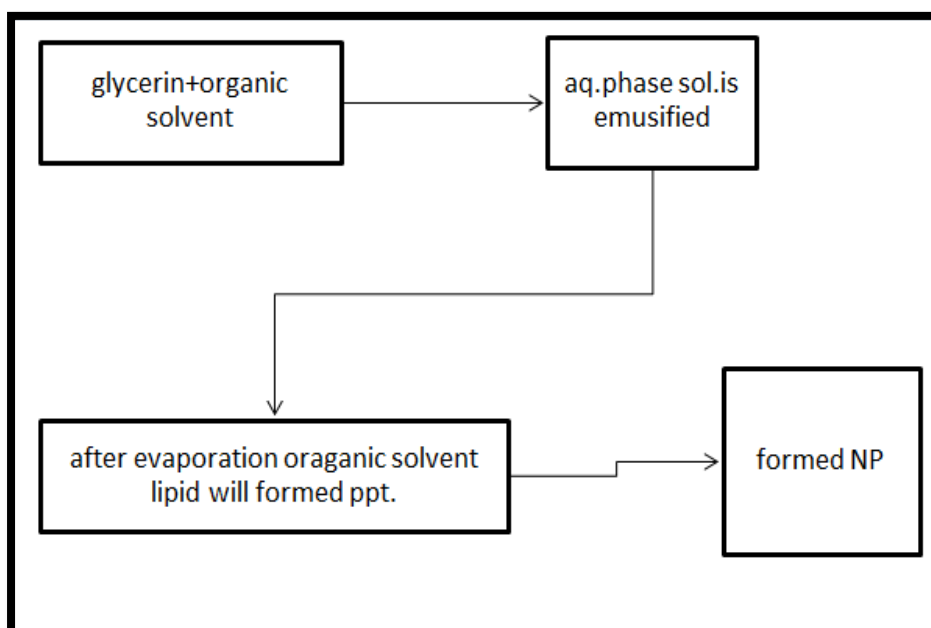 glycerin+organic
solvent
aq.phase sol.is
emusified
after evaporation oraganic solvent
lipid will formed ppt.
formed NP